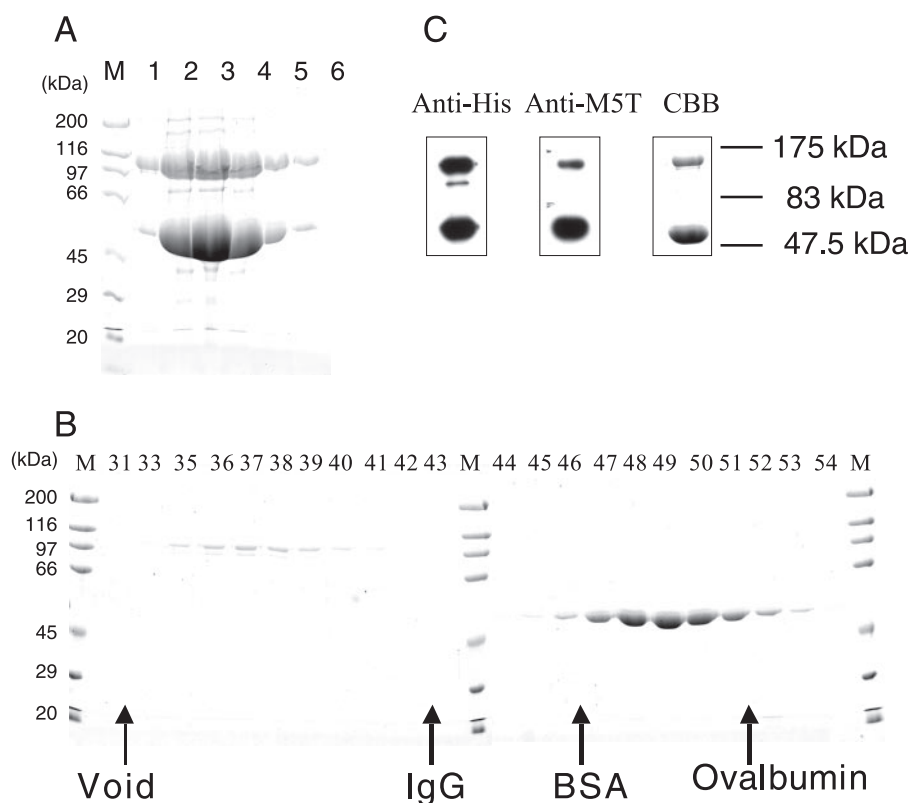 A
(kDa) M 1 2 3 4 5 6
200
116
97
66
45
29
20
C
Anti-His Anti-M5T CBB
175 kDa
83 kDa
47.5 kDa
B
(kDa) M 31 33 35 36 37 38 39 40 41 42 43 M 44 45 46 47 48 49 50 51 52 53 54 M
200
116
97
66
45
29
20
Void IgG BSA Ovalbumin